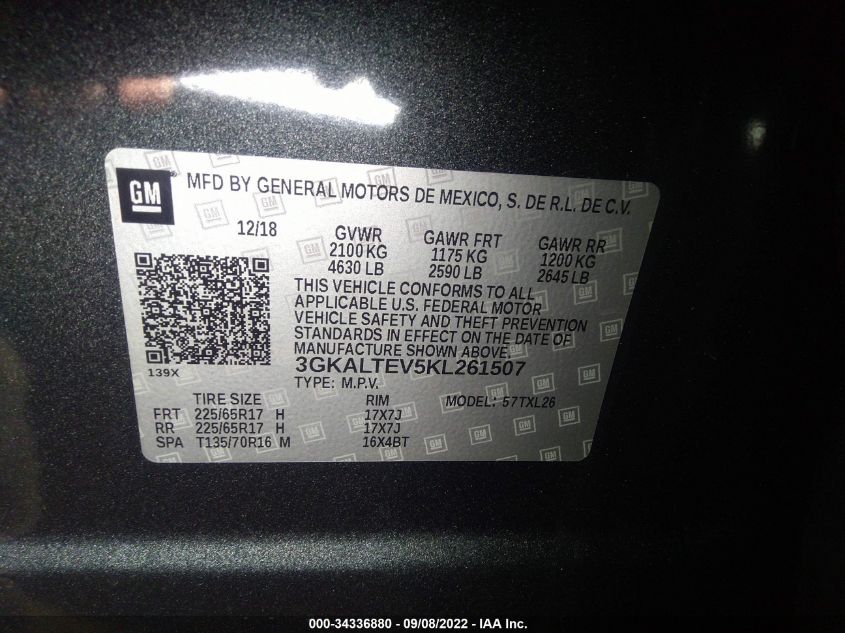 GM MFD BY GENERAL MOTORS DE MEXICO, S. DE R.L. DE C.V.
12/18 GVWR GAWR FRT GAWR RR
2100 KG 1175 KG 1200 KG
4630 LB 2590 LB 2645 LB
THIS VEHICLE CONFORMS TO ALL
APPLICABLE U.S. FEDERAL MOTOR
VEHICLE SAFETY AND THEFT PREVENTION
STANDARDS IN EFFECT ON THE DATE OF
MANUFACTURE SHOWN ABOVE.
139X
3GKALTEV5KL261507
TYPE: M.P.V.
TIRE SIZE RIM MODEL: 57TXL26
FRT 225/65R17 H 17X7J
RR 225/65R17 H 17X7J
SPA T135/70R16 M 16X4BT
000-34336880 - 09/08/2022 - IAA Inc.